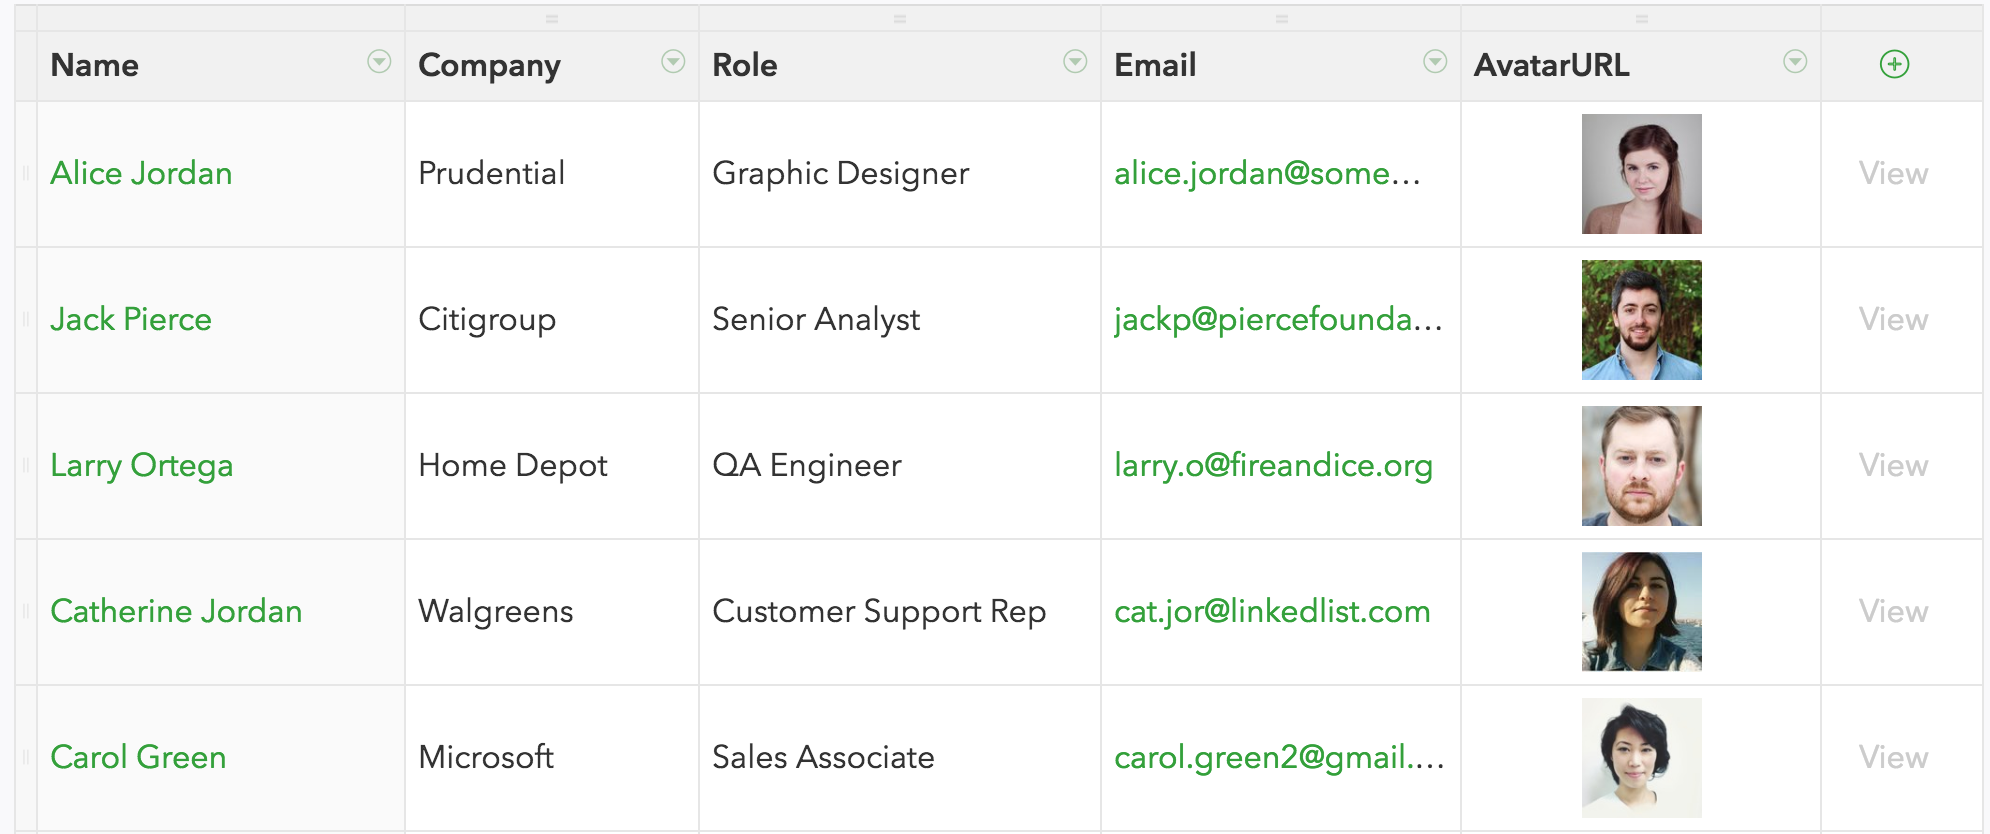 Name Company Role Email AvatarURL
Alice Jordan Prudential Graphic Designer alice.jordan@some... View
Jack Pierce Citigroup Senior Analyst jackp@piercefounda... View
Larry Ortega Home Depot QA Engineer larry.o@fireandice.org View
Catherine Jordan Walgreens Customer Support Rep cat.jor@linkedlist.com View
Carol Green Microsoft Sales Associate carol.green2@gmail.... View